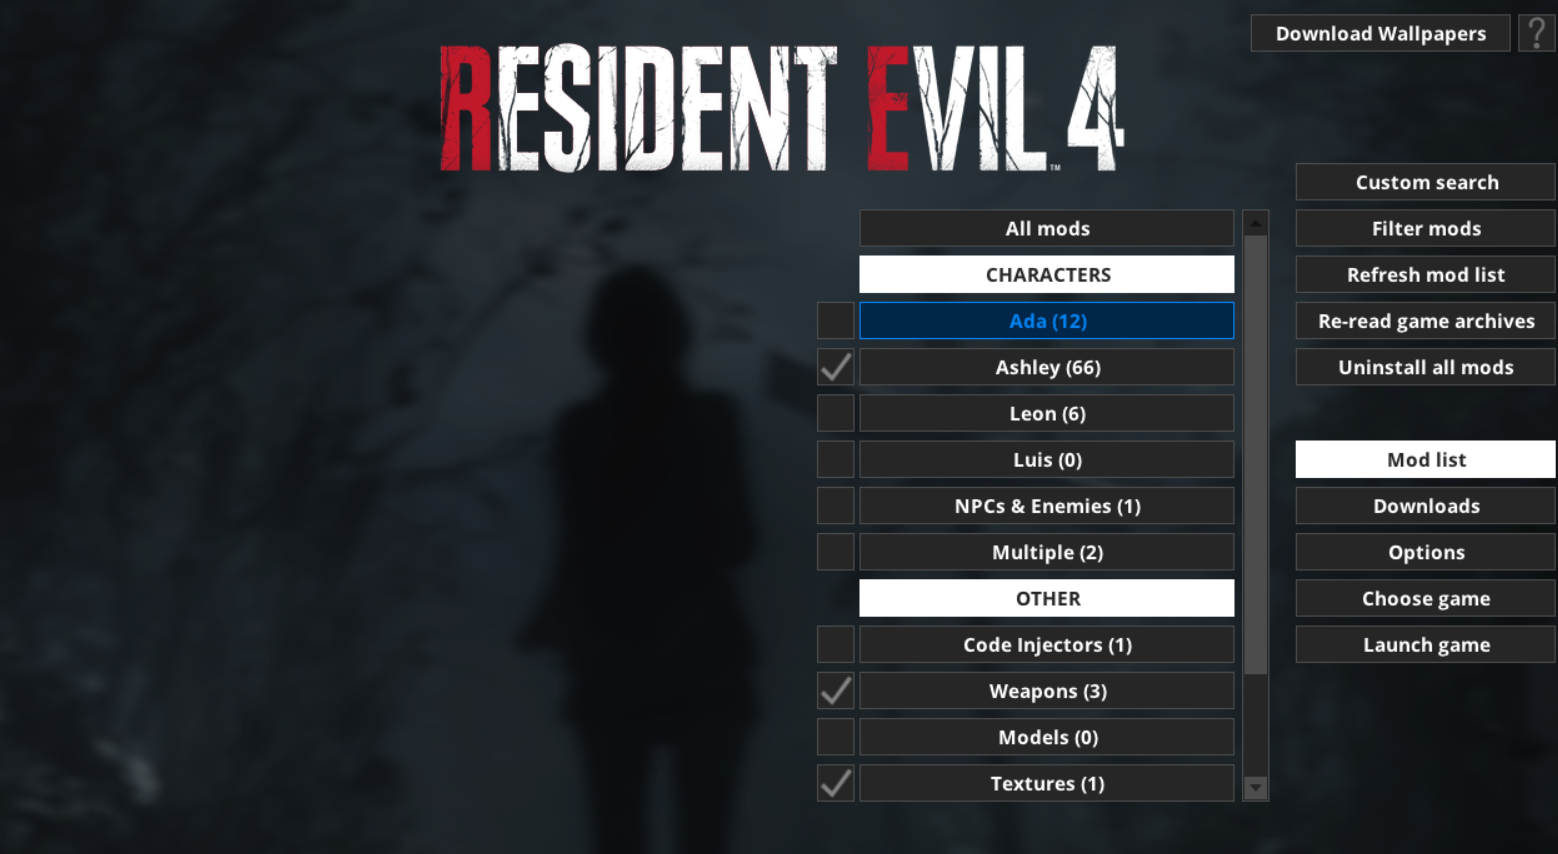 Download Wallpapers
?
RESIDENT EVIL 4
™
All mods
CHARACTERS
Ada (12)
Ashley (66)
Leon (6)
Luis (0)
NPCs & Enemies (1)
Multiple (2)
OTHER
Code Injectors (1)
Weapons (3)
Models (0)
Textures (1)
Custom search
Filter mods
Refresh mod list
Re-read game archives
Uninstall all mods
Mod list
Downloads
Options
Choose game
Launch game